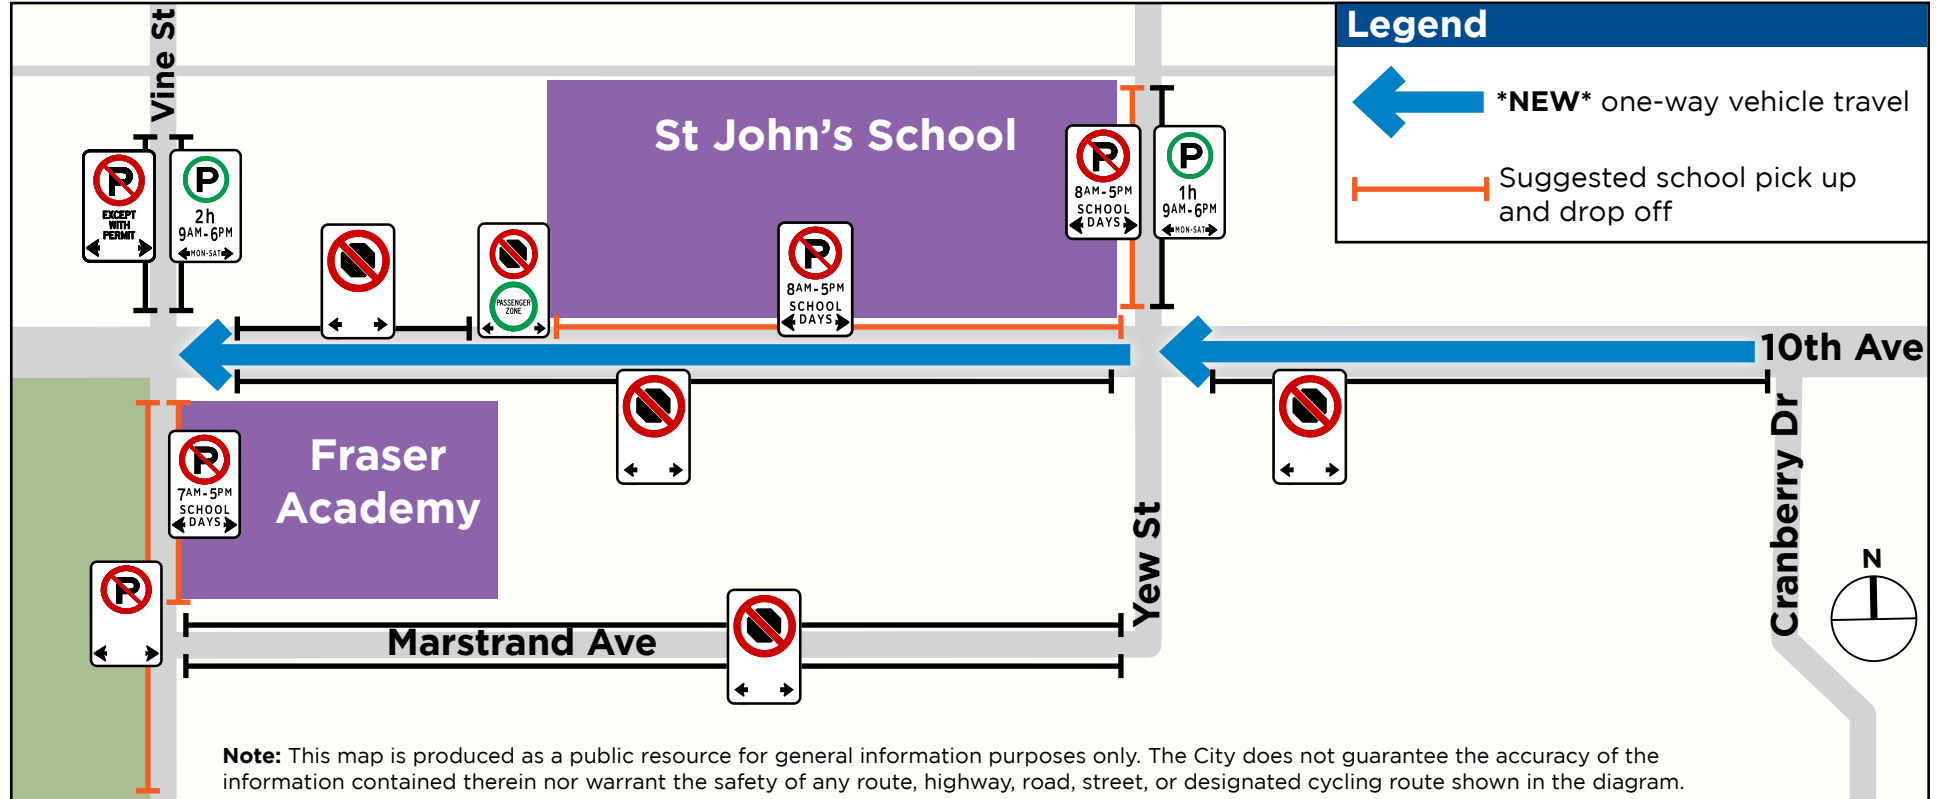 Vine St
Legend
*NEW* one-way vehicle travel
Suggested school pick up
and drop off
St John's School
P
EXCEPT
WITH
PERMIT
P
2h
9AM-6PM
MON-SAT
PASSENGER
ZONE
P
8AM-5PM
SCHOOL
DAYS
P
8AM-5PM
SCHOOL
DAYS
P
1h
9AM-6PM
MON-SAT
10th Ave
Fraser
Academy
P
7AM-5PM
SCHOOL
DAYS
P
Yew St
Cranberry Dr
N
Marstrand Ave
Note: This map is produced as a public resource for general information purposes only. The City does not guarantee the accuracy of the
information contained therein nor warrant the safety of any route, highway, road, street, or designated cycling route shown in the diagram.